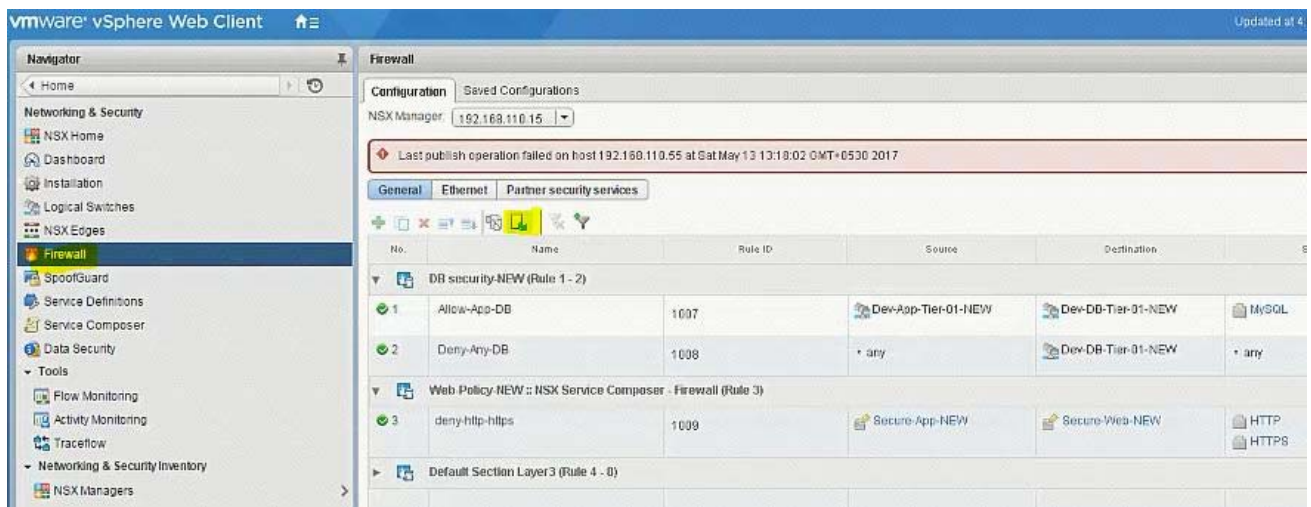 vmware® vSphere Web Client
Updated at 4
Navigator
Home
Networking & Security
NSX Home
Dashboard
Installation
Logical Switches
NSX Edges
Firewall
SpoofGuard
Service Definitions
Service Composer
Data Security
Tools
Flow Monitoring
Activity Monitoring
Traceflow
Networking & Security Inventory
NSX Managers
Firewall
Configuration Saved Configurations
NSX Manager: 192.168.110.15
Last publish operation failed on host 192.168.110.55 at Sat May 13 13:18:02 GMT+0530 2017
General Ethernet Partner security services
No. Name Rule ID Source Destination S
DB security-NEW (Rule 1 - 2)
1 Allow-App-DB 1007 Dev-App-Tier-01-NEW Dev-DB-Tier-01-NEW MySQL
2 Deny-Any-DB 1008 * any Dev-DB-Tier-01-NEW * any
Web-Policy-NEW :: NSX Service Composer - Firewall (Rule 3)
3 deny-http-https 1009 Secure-App-NEW Secure-Web-NEW HTTP
HTTPS
Default Section Layer3 (Rule 4 - 8)